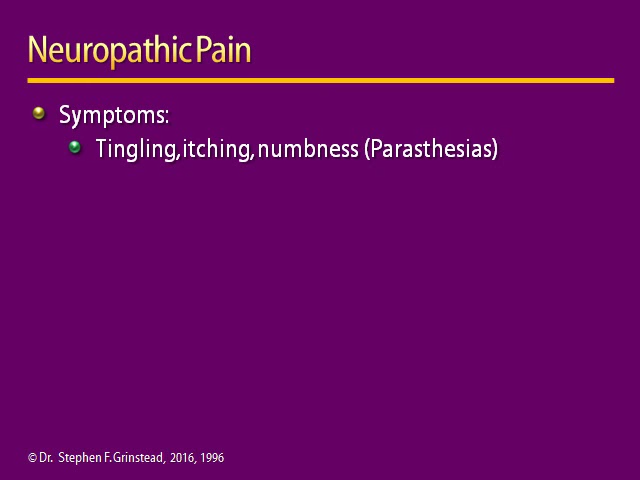 Neuropathic Pain
Symptoms:
Tingling, itching, numbness (Parasthesias)
© Dr. Stephen F. Grinstead, 2016, 1996